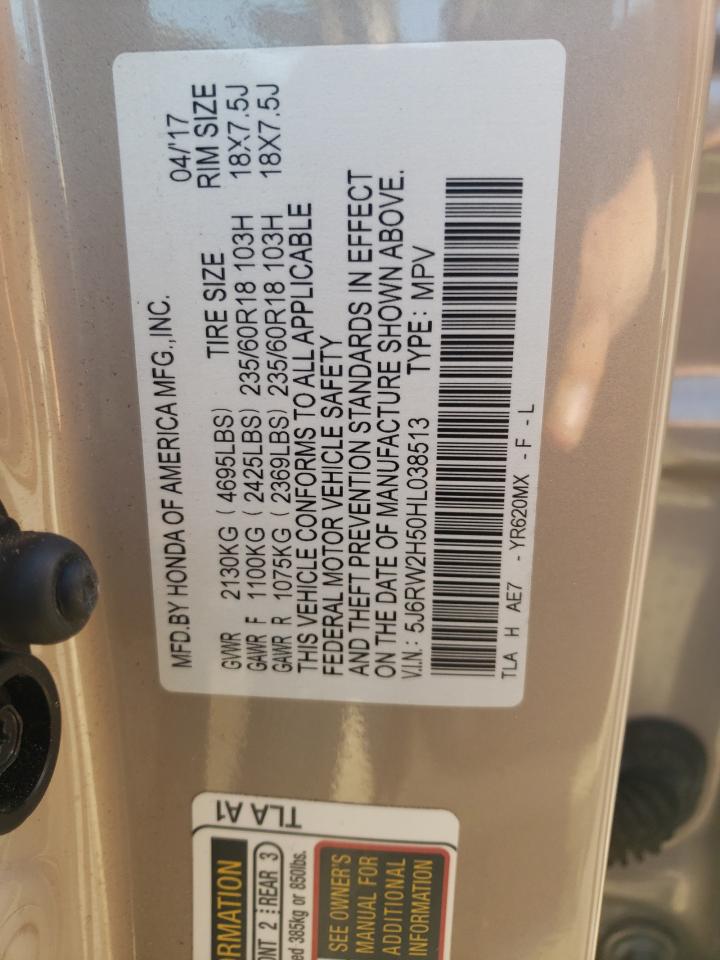 MFD.BY HONDA OF AMERICA MFG.,INC. 04/'17
TIRE SIZE RIM SIZE
GVWR 2130KG ( 4695LBS)
GAWR F 1100KG ( 2425LBS) 235/60R18 103H 18X7.5J
GAWR R 1075KG ( 2369LBS) 235/60R18 103H 18X7.5J
THIS VEHICLE CONFORMS TO ALL APPLICABLE
FEDERAL MOTOR VEHICLE SAFETY
AND THEFT PREVENTION STANDARDS IN EFFECT
ON THE DATE OF MANUFACTURE SHOWN ABOVE.
V.I.N.: 5J6RW2H50HL038513 TYPE: MPV
TLA H AE7 - YR620MX - F - L
TLA A1
RMATION
ONT 2 REAR 3
ed 385kg or 850lbs.
SEE OWNER'S
MANUAL FOR
ADDITIONAL
INFORMATION